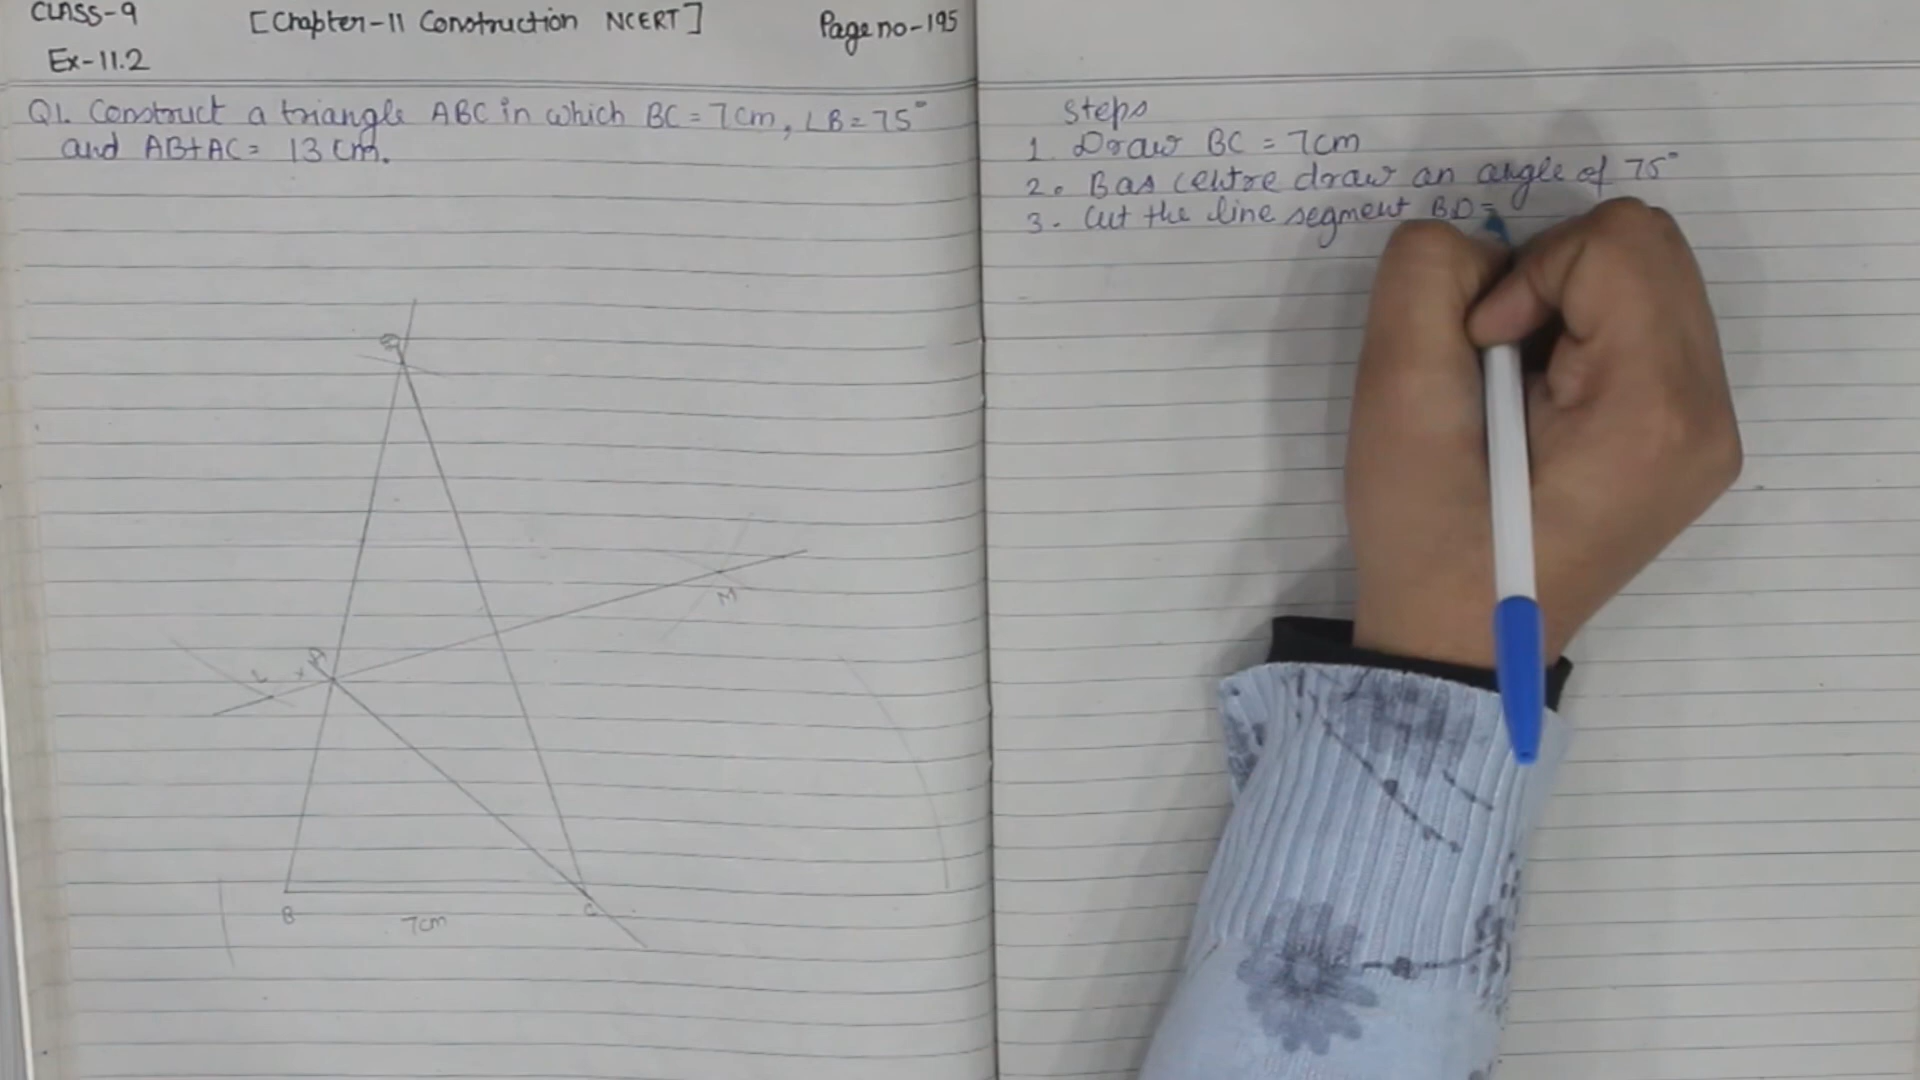 CLASS-9 [Chapter-11 Construction NCERT] Page no-195
Ex-11.2
Q1. Construct a triangle ABC in which BC = 7cm, ∠B = 75°
and AB+AC = 13 cm.
D
M
L
x
A
B
7cm
C
Steps
1. Draw BC = 7cm
2. B as centre draw an angle of 75°
3. Cut the line segment BD =